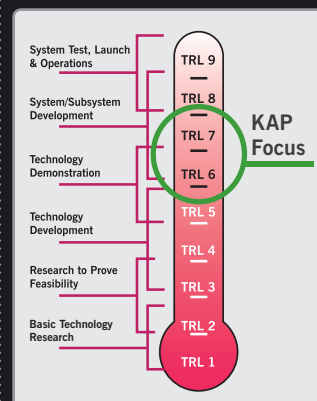 System Test, Launch
& Operations
System/Subsystem
Development
Technology
Demonstration
Technology
Development
Research to Prove
Feasibility
Basic Technology
Research
TRL 9
TRL 8
TRL 7
TRL 6
TRL 5
TRL 4
TRL 3
TRL 2
TRL 1
KAP
Focus